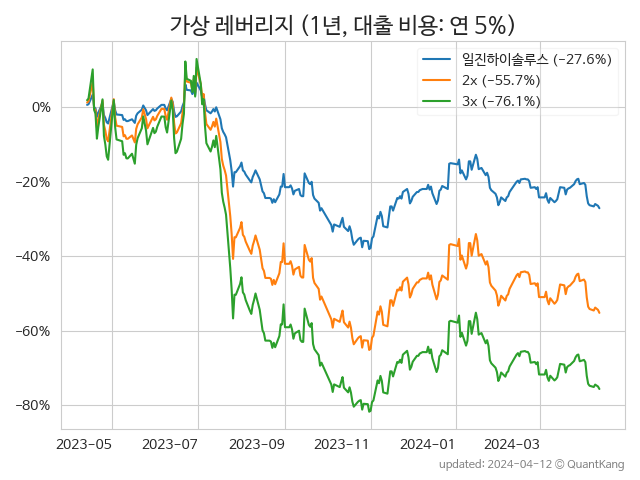 가상 레버리지 (1년, 대출 비용: 연 5%)
일진하이솔루스 (-27.6%)
2x (-55.7%)
3x (-76.1%)
0%
−20%
−40%
−60%
−80%
2023-05 2023-07 2023-09 2023-11 2024-01 2024-03
updated: 2024-04-12 © QuantKang